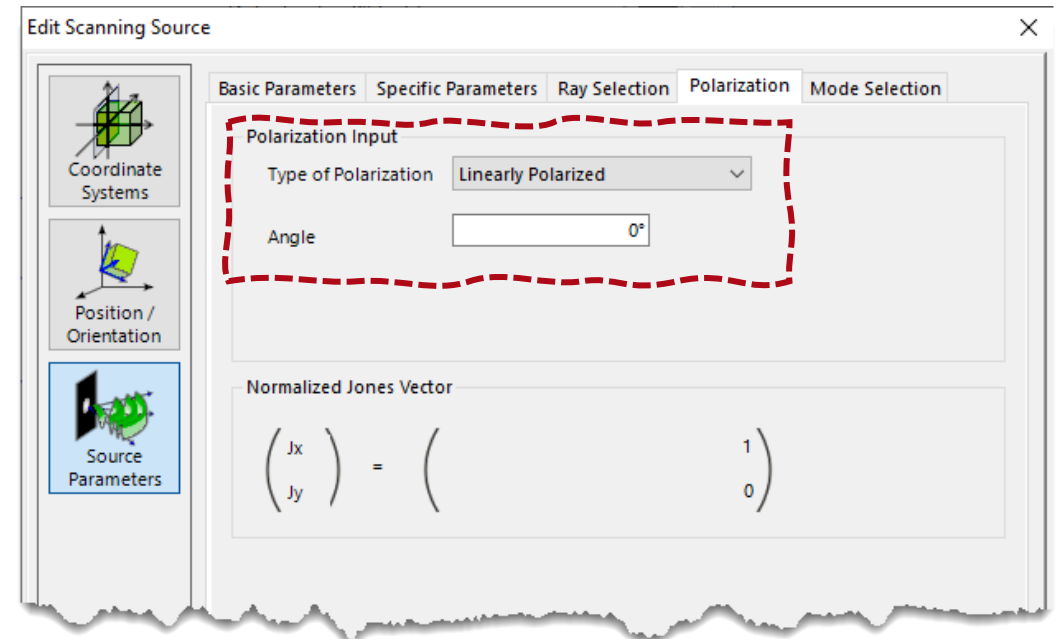 Edit Scanning Source
Coordinate
Systems
Position /
Orientation
Source
Parameters
Basic Parameters Specific Parameters Ray Selection Polarization Mode Selection
Polarization Input
Type of Polarization Linearly Polarized
Angle 0°
Normalized Jones Vector
Jx 1
=
Jy 0